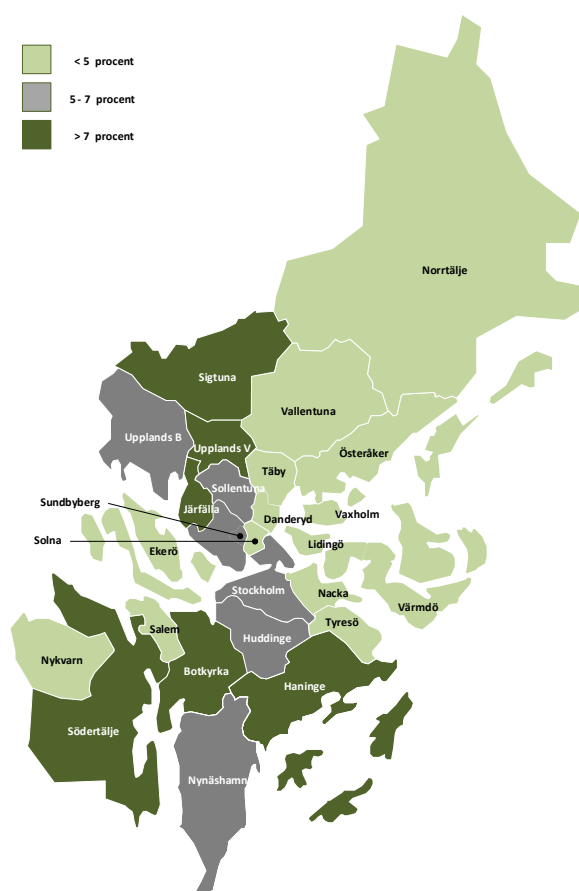 < 5 procent
5 - 7 procent
> 7 procent
Norrtälje
Sigtuna
Vallentuna
Upplands B
Upplands V
Österåker
Täby
Sollentuna
Sundbyberg
Järfälla
Vaxholm
Danderyd
Solna
Lidingö
Ekerö
Stockholm
Nacka
Värmdö
Tyresö
Salem
Huddinge
Nykvarn
Botkyrka
Haninge
Södertälje
Nynäshamn